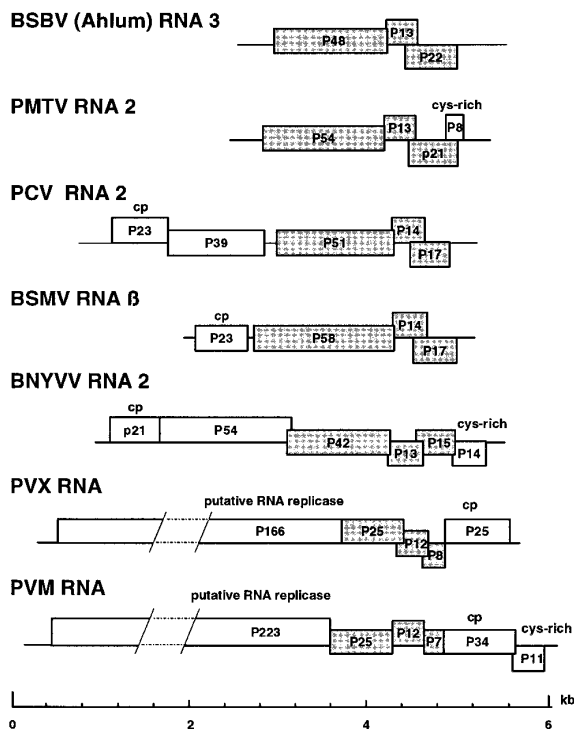 BSBV (Ahlum) RNA 3
P48 P13 P22
PMTV RNA 2
cys-rich
P54 P13 p21 P8
PCV RNA 2
cp
P23 P39 P51 P14 P17
BSMV RNA ß
cp
P23 P58 P14 P17
BNYVV RNA 2
cp
cys-rich
p21 P54 P42 P13 P15 P14
PVX RNA
putative RNA replicase
cp
P166 P25 P12 P8 P25
PVM RNA
putative RNA replicase
cp
cys-rich
P223 P25 P12 P7 P34 P11
0 2 4 6 kb